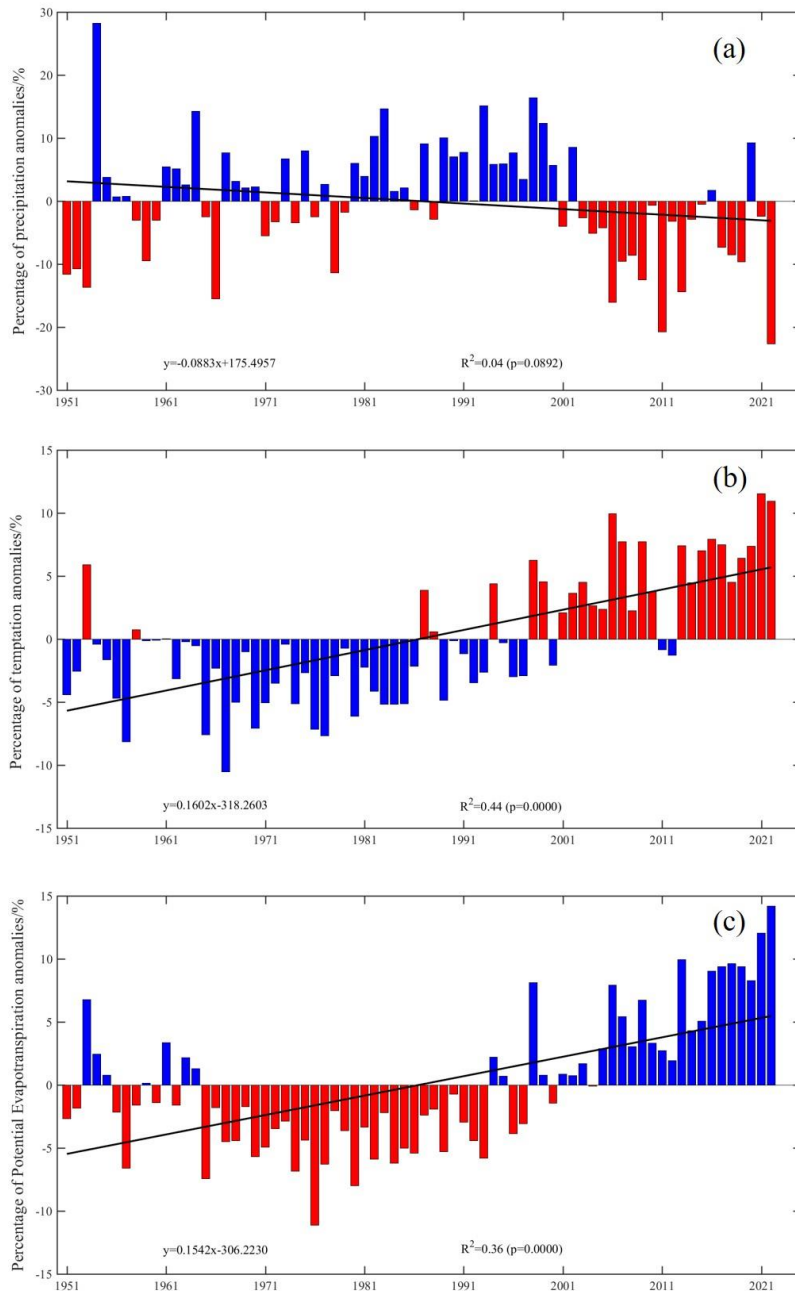 (a)
Percentage of precipitation anomalies/%
30
20
10
0
-10
-20
-30
y=-0.0883x+175.4957
R²=0.04 (p=0.0892)
1951 1961 1971 1981 1991 2001 2011 2021
(b)
Percentage of temptation anomalies/%
15
10
5
0
-5
-10
-15
y=0.1602x-318.2603
R²=0.44 (p=0.0000)
1951 1961 1971 1981 1991 2001 2011 2021
(c)
Percentage of Potential Evapotranspiration anomalies/%
15
10
5
0
-5
-10
-15
y=0.1542x-306.2230
R²=0.36 (p=0.0000)
1951 1961 1971 1981 1991 2001 2011 2021